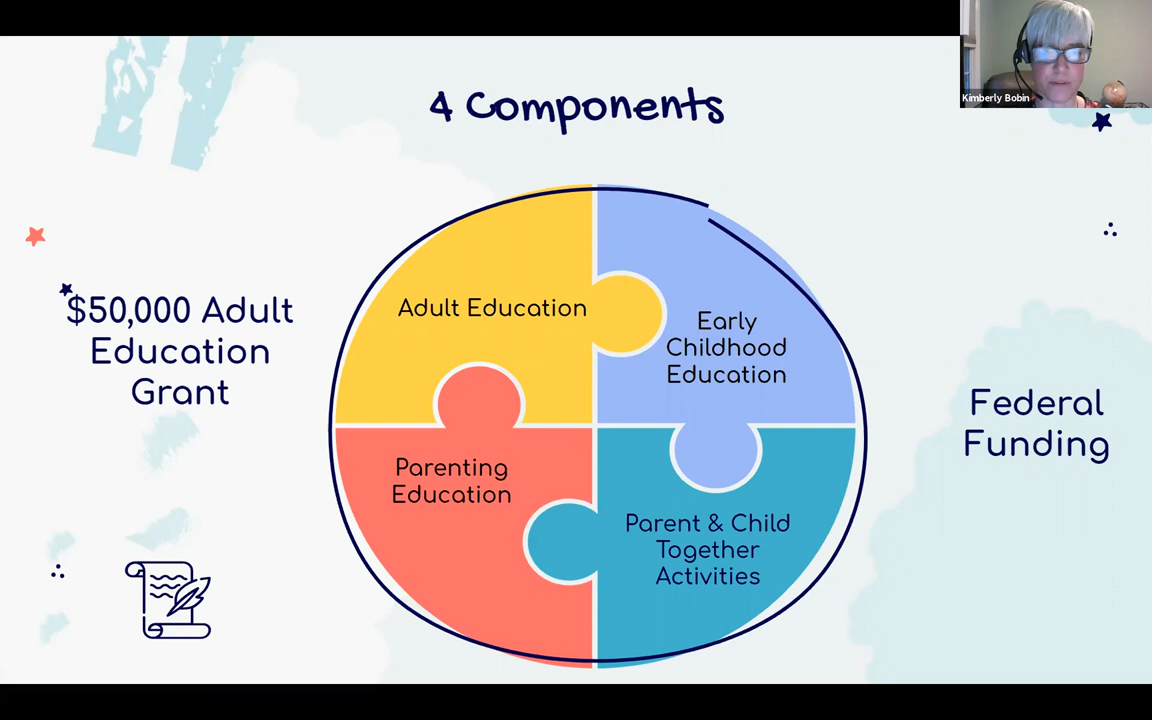 Kimberly Bobin
4 Components
Adult Education
Early
Childhood
Education
$50,000 Adult
Education
Grant
Federal
Funding
Parenting
Education
Parent & Child
Together
Activities